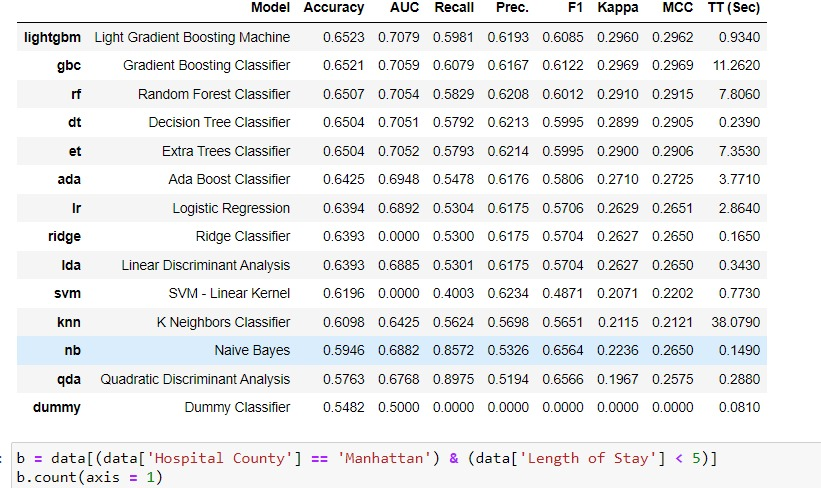 Model Accuracy AUC Recall Prec. F1 Kappa MCC TT (Sec)
lightgbm Light Gradient Boosting Machine 0.6523 0.7079 0.5981 0.6193 0.6085 0.2960 0.2962 0.9340
gbc Gradient Boosting Classifier 0.6521 0.7059 0.6079 0.6167 0.6122 0.2969 0.2969 11.2620
rf Random Forest Classifier 0.6507 0.7054 0.5829 0.6208 0.6012 0.2910 0.2915 7.8060
dt Decision Tree Classifier 0.6504 0.7051 0.5792 0.6213 0.5995 0.2899 0.2905 0.2390
et Extra Trees Classifier 0.6504 0.7052 0.5793 0.6214 0.5995 0.2900 0.2906 7.3530
ada Ada Boost Classifier 0.6425 0.6948 0.5478 0.6176 0.5806 0.2710 0.2725 3.7710
lr Logistic Regression 0.6394 0.6892 0.5304 0.6175 0.5706 0.2629 0.2651 2.8640
ridge Ridge Classifier 0.6393 0.0000 0.5300 0.6175 0.5704 0.2627 0.2650 0.1650
lda Linear Discriminant Analysis 0.6393 0.6885 0.5301 0.6175 0.5704 0.2627 0.2650 0.3430
svm SVM - Linear Kernel 0.6196 0.0000 0.4003 0.6234 0.4871 0.2071 0.2202 0.7730
knn K Neighbors Classifier 0.6098 0.6425 0.5624 0.5698 0.5651 0.2115 0.2121 38.0790
nb Naive Bayes 0.5946 0.6882 0.8572 0.5326 0.6564 0.2236 0.2650 0.1490
qda Quadratic Discriminant Analysis 0.5763 0.6768 0.8975 0.5194 0.6566 0.1967 0.2575 0.2880
dummy Dummy Classifier 0.5482 0.5000 0.0000 0.0000 0.0000 0.0000 0.0000 0.0810
: b = data[(data['Hospital County'] == 'Manhattan') & (data['Length of Stay'] < 5)]
b.count(axis = 1)